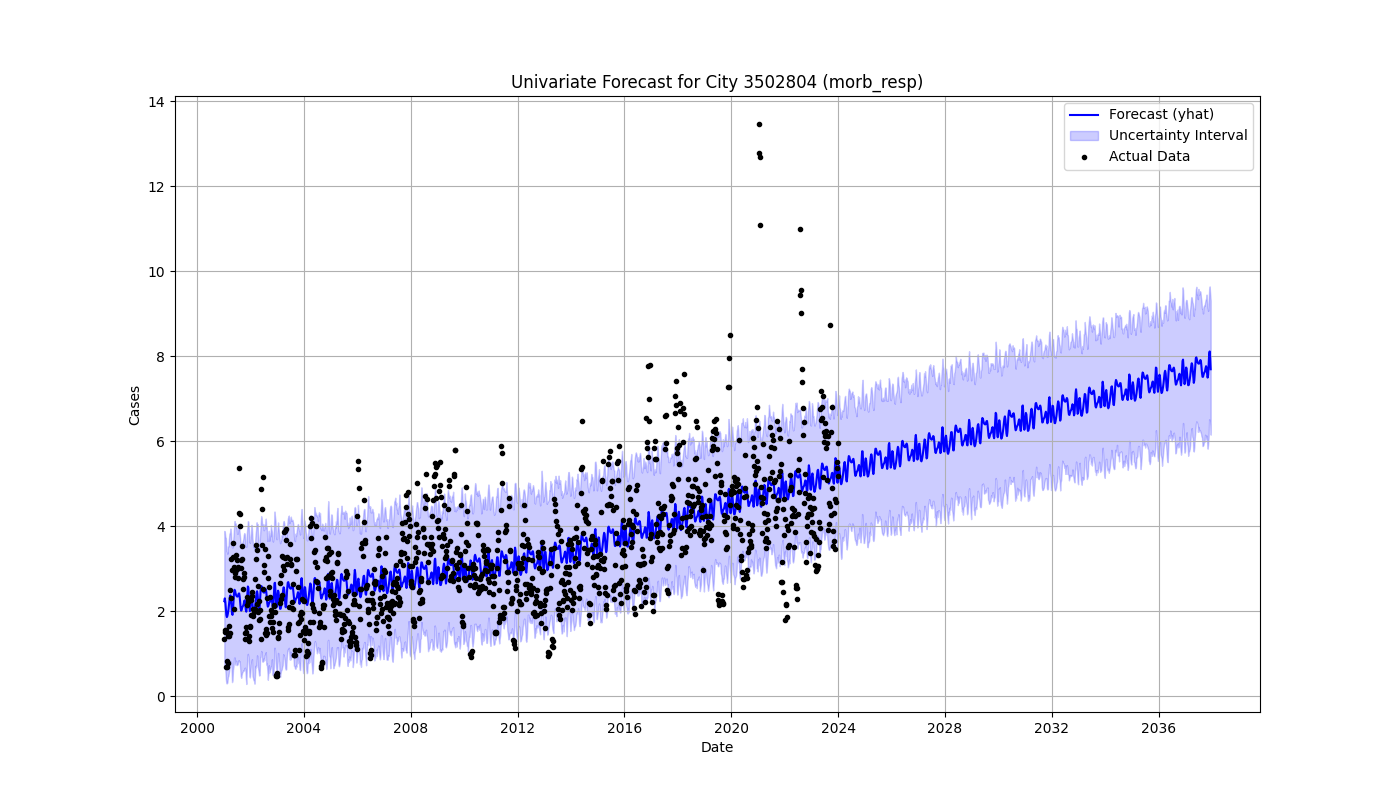 Univariate Forecast for City 3502804 (morb_resp)
Forecast (yhat)
Uncertainty Interval
Actual Data
Cases
14
12
10
8
6
4
2
0
2000 2004 2008 2012 2016 2020 2024 2028 2032 2036
Date